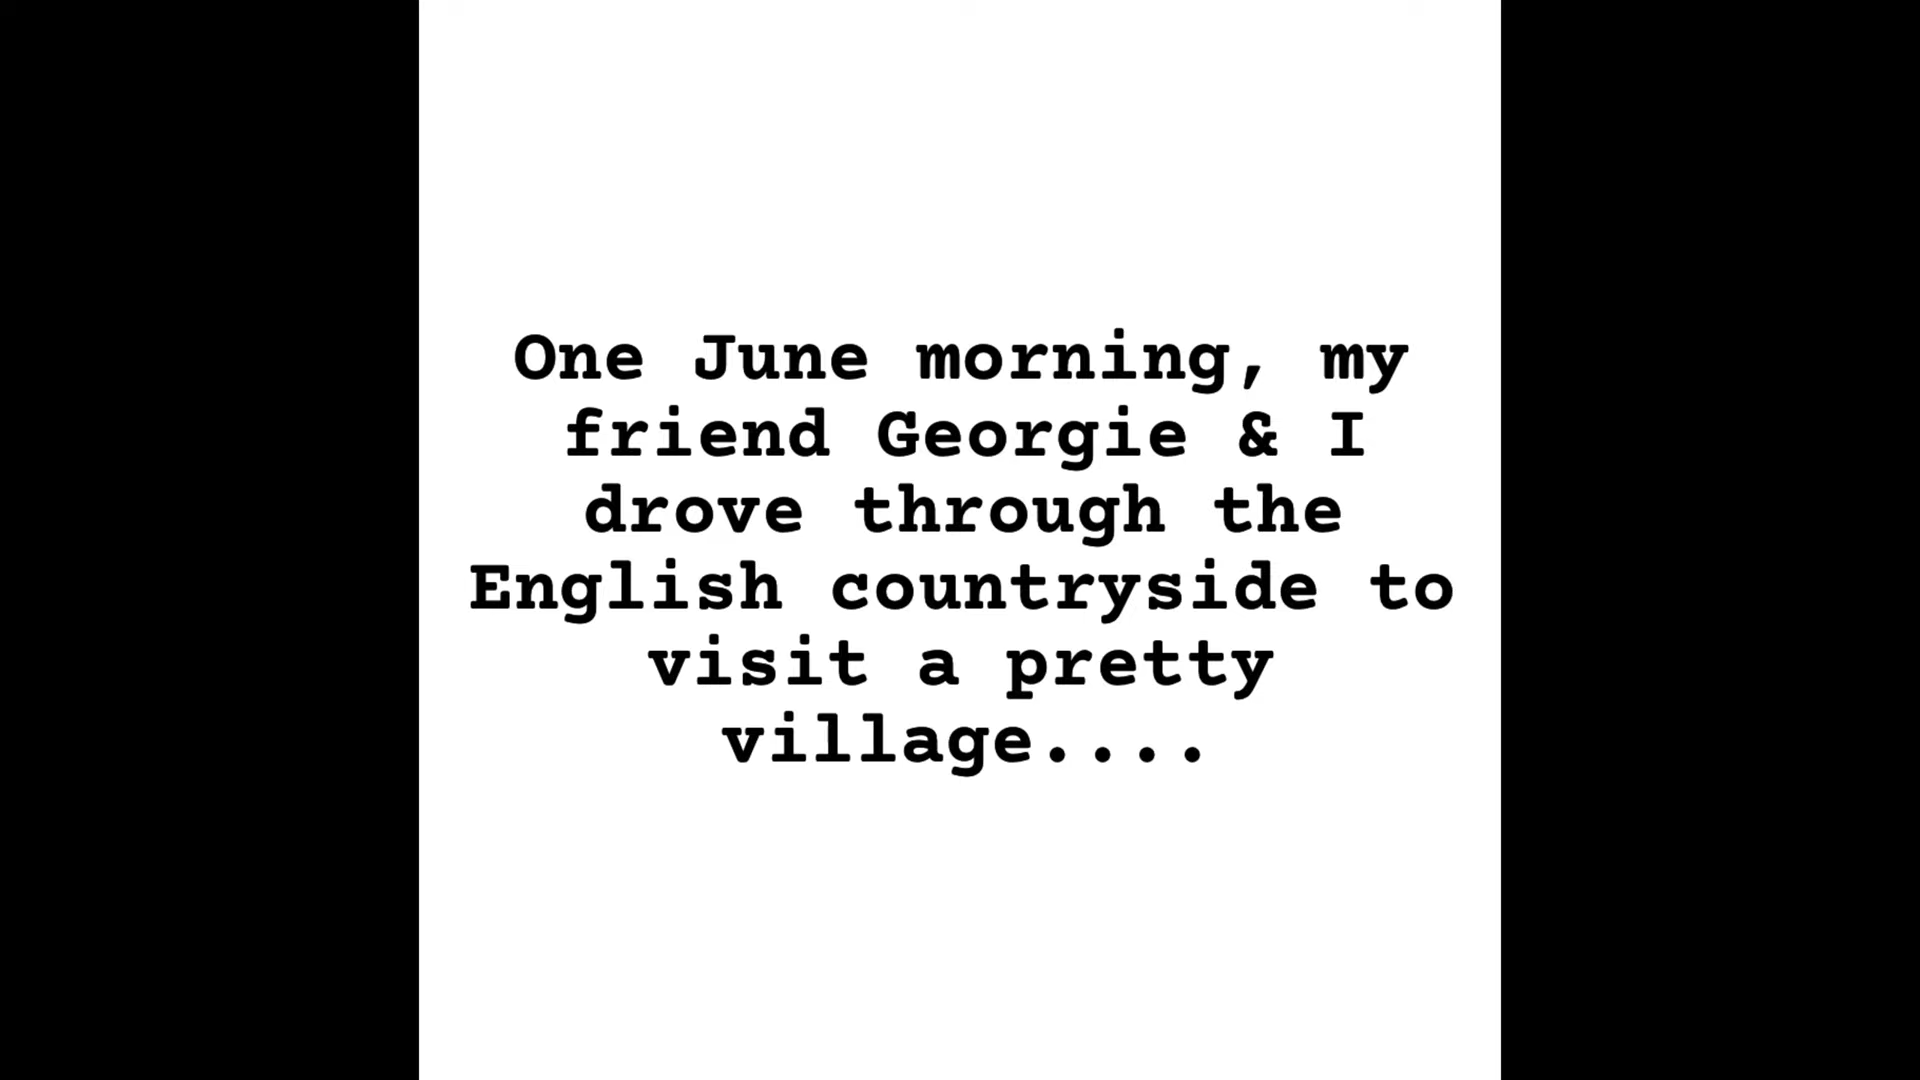 One June morning, my
friend Georgie & I
drove through the
English countryside to
visit a pretty
village....